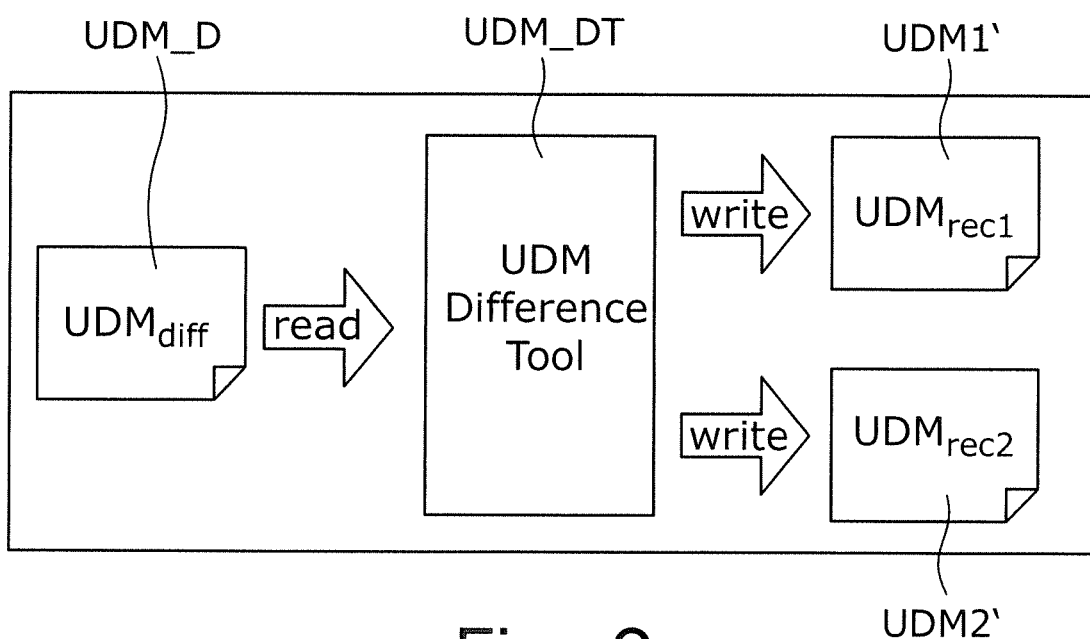 UDM_D
UDM_DT
UDM1‘
UDMdiff
read
UDM
Difference
Tool
write
UDMrec1
write
UDMrec2
UDM2‘